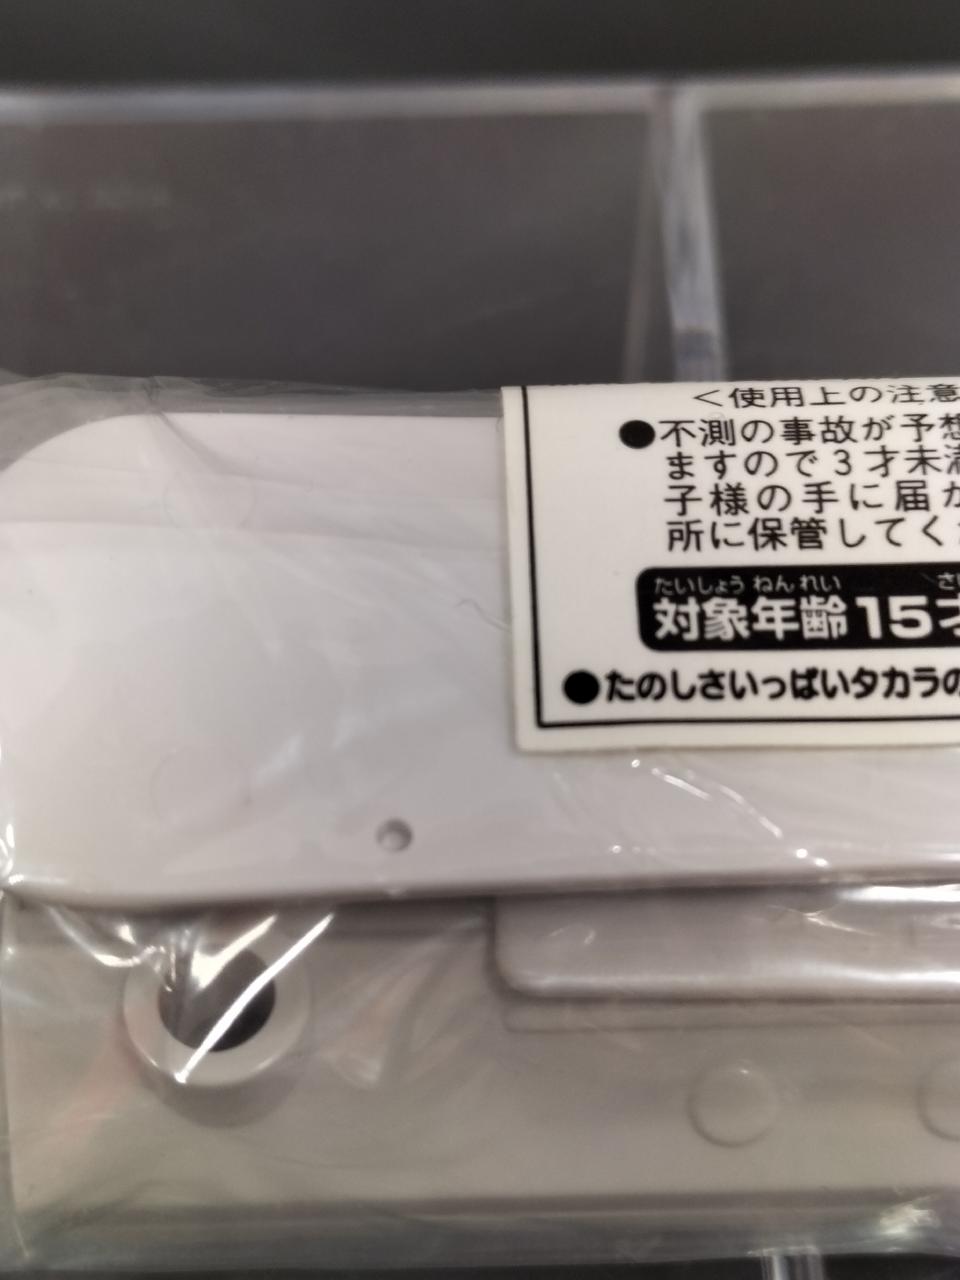 ＜使用上の注意
●不測の事故が予想
ますので3才未満
子様の手に届か
所に保管してくだ
たいしょう ねん れい さい
対象年齢15才
●たのしさいっぱいタカラの